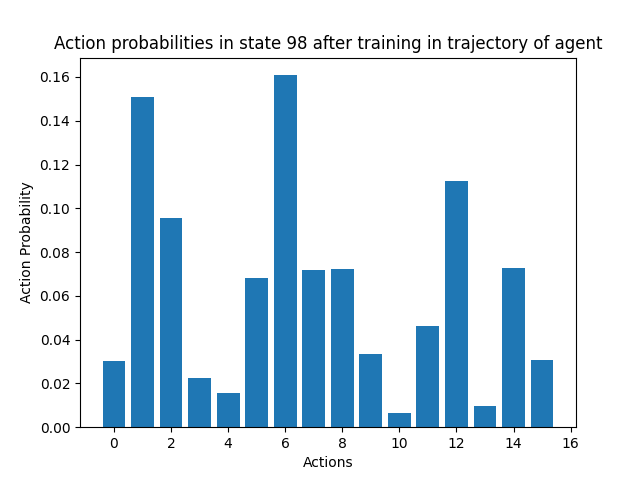 Action probabilities in state 98 after training in trajectory of agent
0.16
0.14
0.12
0.10
0.08
0.06
0.04
0.02
0.00
Action Probability
0 2 4 6 8 10 12 14 16
Actions